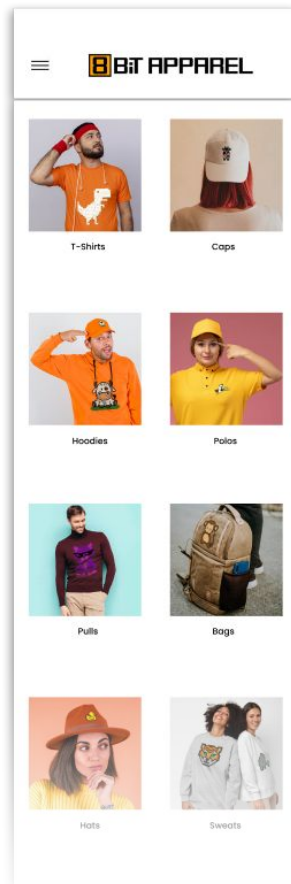 8BiT APPAREL
T-Shirts
Caps
Hoodies
Polos
Pulls
Bags
Hats
Sweats